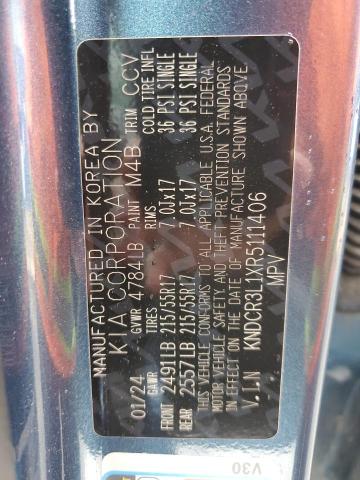 MANUFACTURED IN KOREA BY
KIA CORPORATION
01/24 GVWR 4784LB PAINT M4B TRIM CCV
GAWR TIRES RIMS COLD TIRE INFL
FRONT 2491LB 215/55R17 7.0Jx17 36 PSI SINGLE
REAR 2557LB 215/55R17 7.0Jx17 36 PSI SINGLE
THIS VEHICLE CONFORMS TO ALL APPLICABLE U.S.A. FEDERAL
MOTOR VEHICLE SAFETY AND THEFT PREVENTION STANDARDS
IN EFFECT ON THE DATE OF MANUFACTURE SHOWN ABOVE.
V.I.N KNDCR3L1XR5111406
MPV
V30